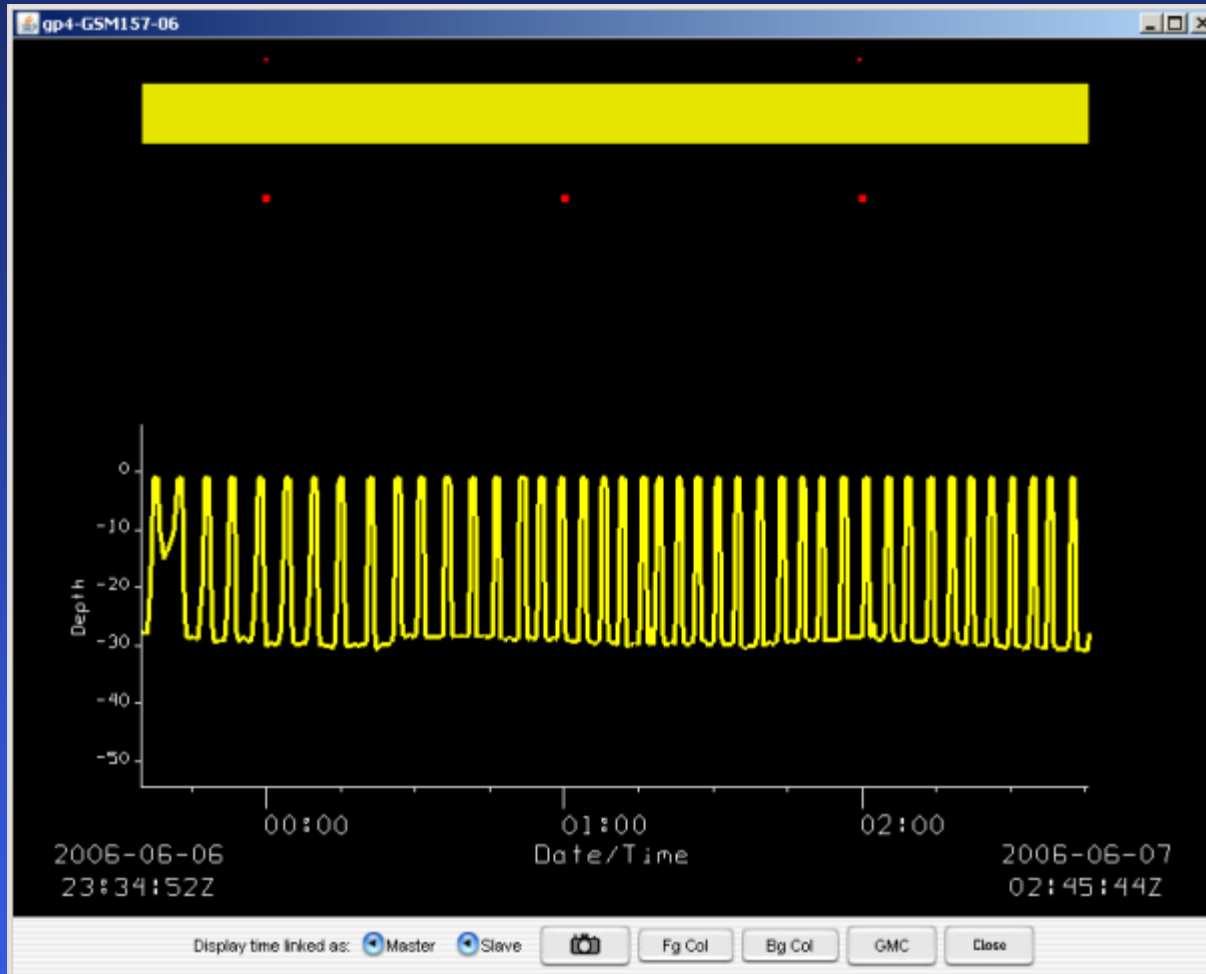 gp4-GSM157-06
0
-10
-20
-30
-40
-50
Depth
00:00 01:00 02:00
Date/Time
2006-06-06 2006-06-07
23:34:52Z 02:45:44Z
Display time linked as: Master Slave Fg Col Bg Col GMC Close